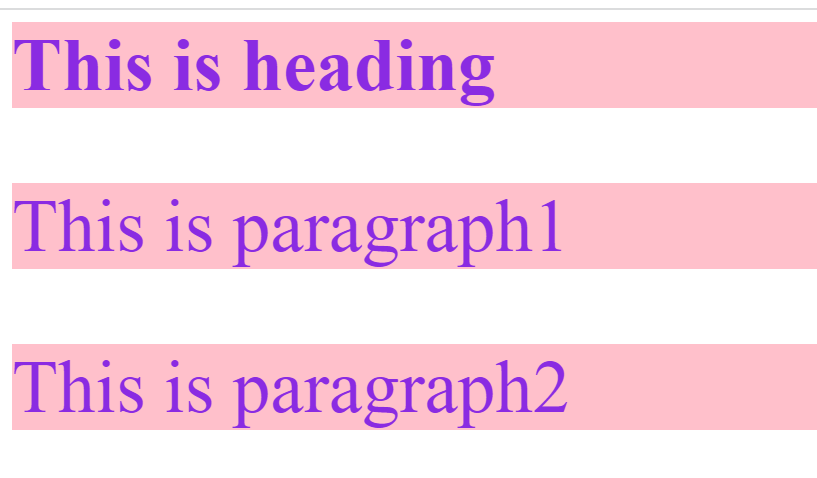 This is heading
This is paragraph1
This is paragraph2